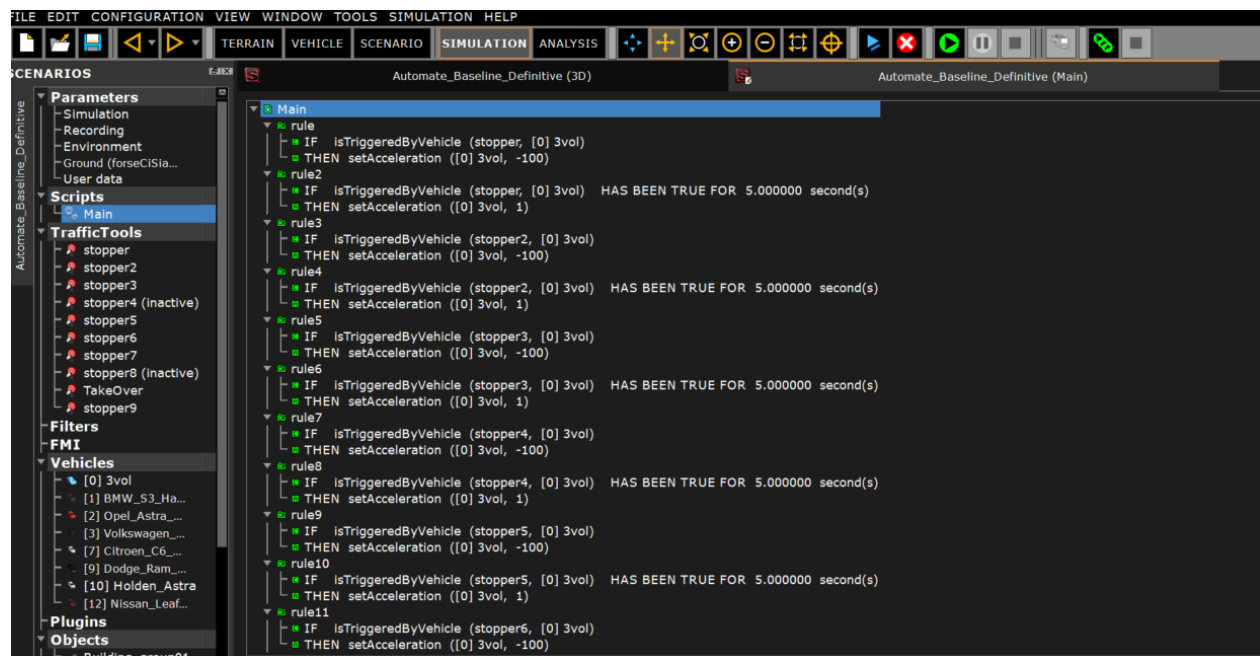 FILE EDIT CONFIGURATION VIEW WINDOW TOOLS SIMULATION HELP
TERRAIN VEHICLE SCENARIO SIMULATION ANALYSIS
SCENARIOS
Automate_Baseline_Definitive (3D)
Automate_Baseline_Definitive (Main)
Automate_Baseline_Definitive
Parameters
Simulation
Recording
Environment
Ground (forseCiSia...
User data
Scripts
Main
TrafficTools
stopper
stopper2
stopper3
stopper4 (inactive)
stopper5
stopper6
stopper7
stopper8 (inactive)
TakeOver
stopper9
Filters
FMI
Vehicles
[0] 3vol
[1] BMW_S3_Ha...
[2] Opel_Astra_...
[3] Volkswagen_...
[7] Citroen_C6_...
[9] Dodge_Ram_...
[10] Holden_Astra
[12] Nissan_Leaf...
Plugins
Objects
Main
rule
IF isTriggeredByVehicle (stopper, [0] 3vol)
THEN setAcceleration ([0] 3vol, -100)
rule2
IF isTriggeredByVehicle (stopper, [0] 3vol) HAS BEEN TRUE FOR 5.000000 second(s)
THEN setAcceleration ([0] 3vol, 1)
rule3
IF isTriggeredByVehicle (stopper2, [0] 3vol)
THEN setAcceleration ([0] 3vol, -100)
rule4
IF isTriggeredByVehicle (stopper2, [0] 3vol) HAS BEEN TRUE FOR 5.000000 second(s)
THEN setAcceleration ([0] 3vol, 1)
rule5
IF isTriggeredByVehicle (stopper3, [0] 3vol)
THEN setAcceleration ([0] 3vol, -100)
rule6
IF isTriggeredByVehicle (stopper3, [0] 3vol) HAS BEEN TRUE FOR 5.000000 second(s)
THEN setAcceleration ([0] 3vol, 1)
rule7
IF isTriggeredByVehicle (stopper4, [0] 3vol)
THEN setAcceleration ([0] 3vol, -100)
rule8
IF isTriggeredByVehicle (stopper4, [0] 3vol) HAS BEEN TRUE FOR 5.000000 second(s)
THEN setAcceleration ([0] 3vol, 1)
rule9
IF isTriggeredByVehicle (stopper5, [0] 3vol)
THEN setAcceleration ([0] 3vol, -100)
rule10
IF isTriggeredByVehicle (stopper5, [0] 3vol) HAS BEEN TRUE FOR 5.000000 second(s)
THEN setAcceleration ([0] 3vol, 1)
rule11
IF isTriggeredByVehicle (stopper6, [0] 3vol)
THEN setAcceleration ([0] 3vol, -100)